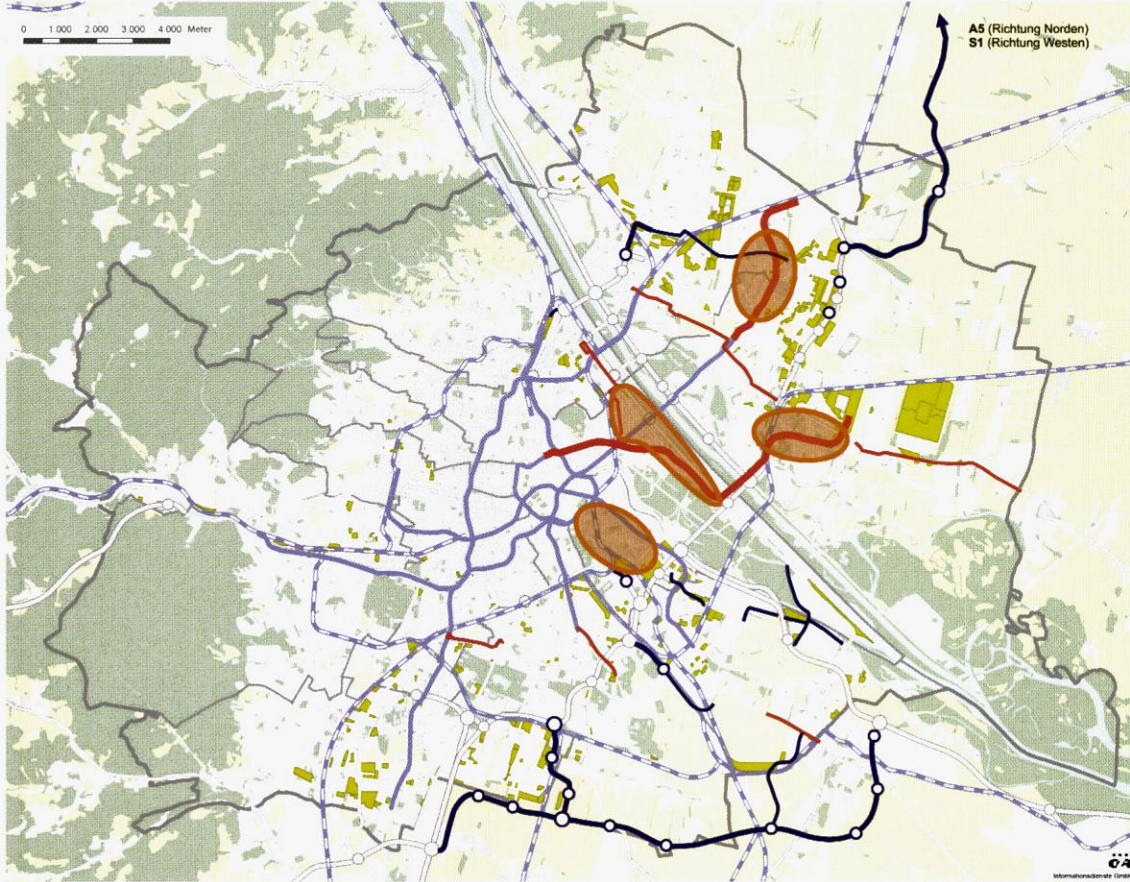 0 1 000 2 000 3 000 4 000 Meter
A5 (Richtung Norden)
S1 (Richtung Westen)
Informationsdienste GmbH